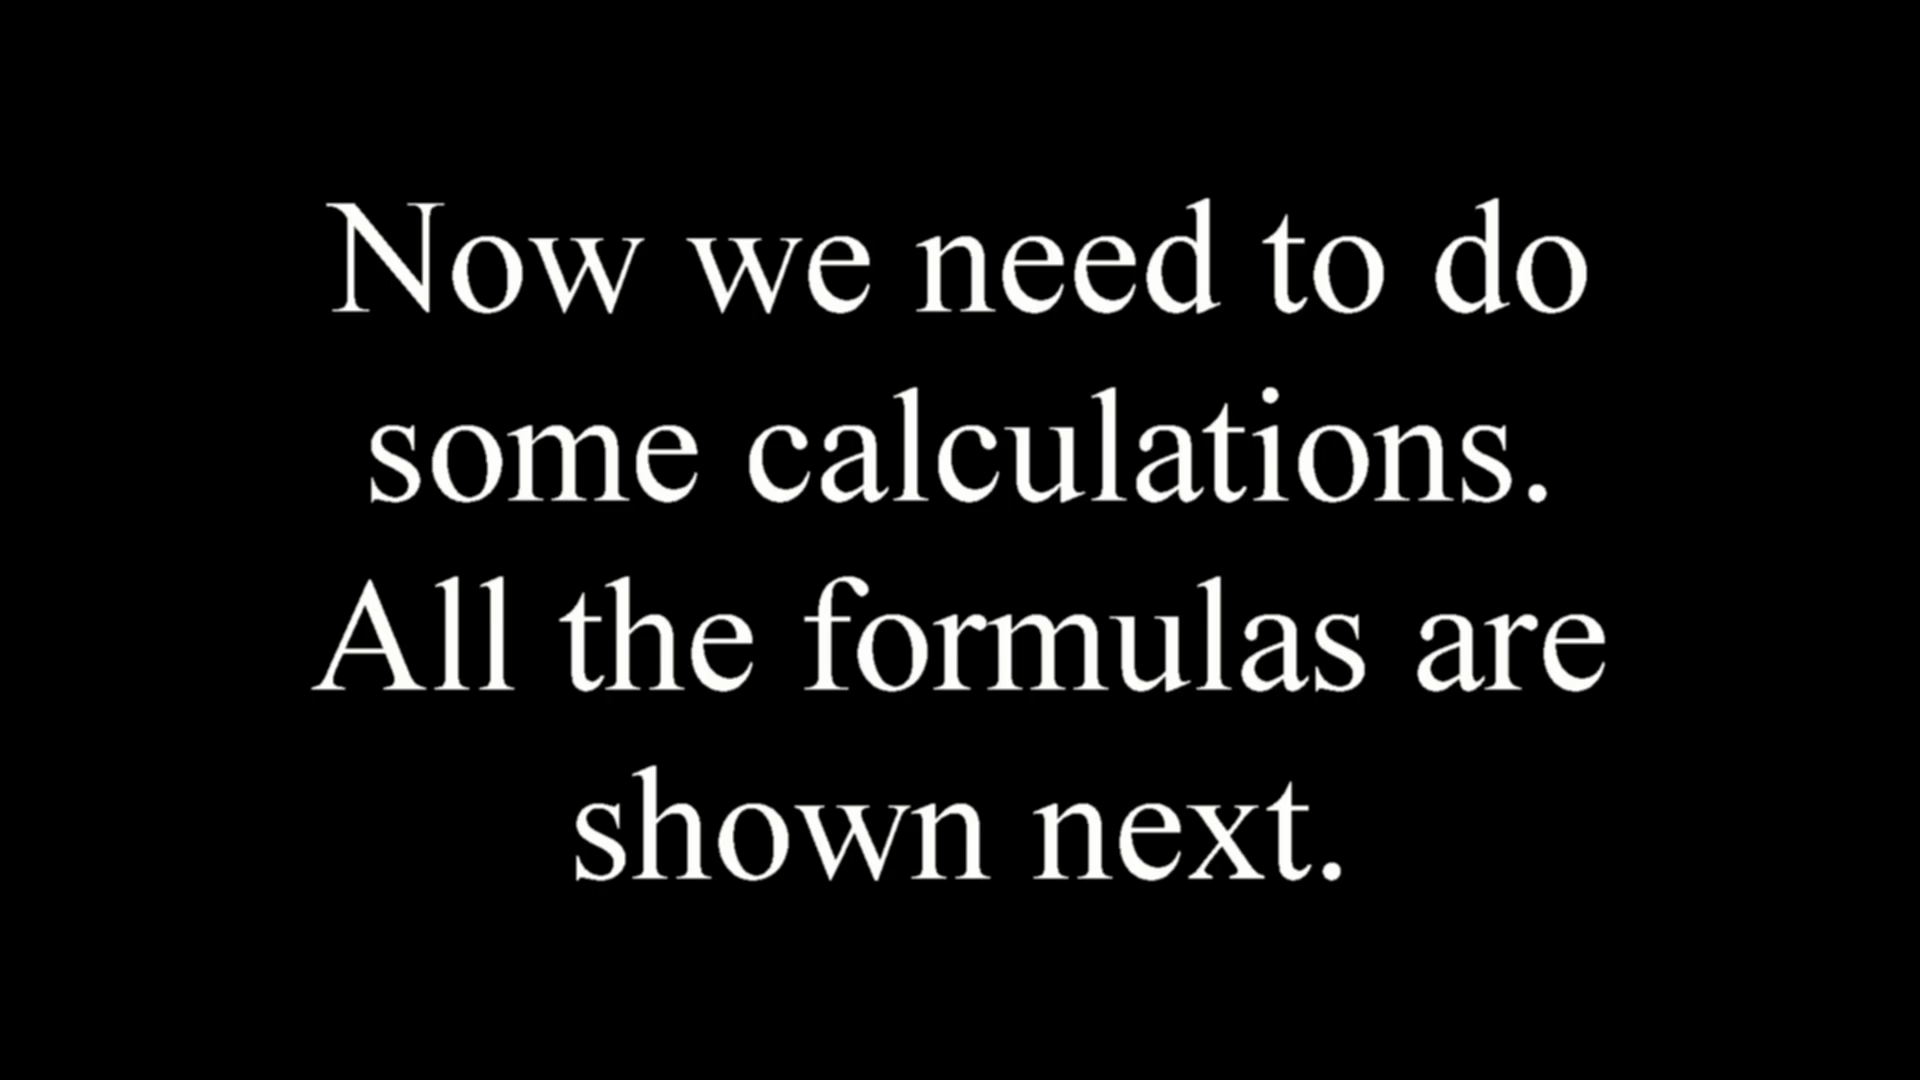 Now we need to do
some calculations.
All the formulas are
shown next.